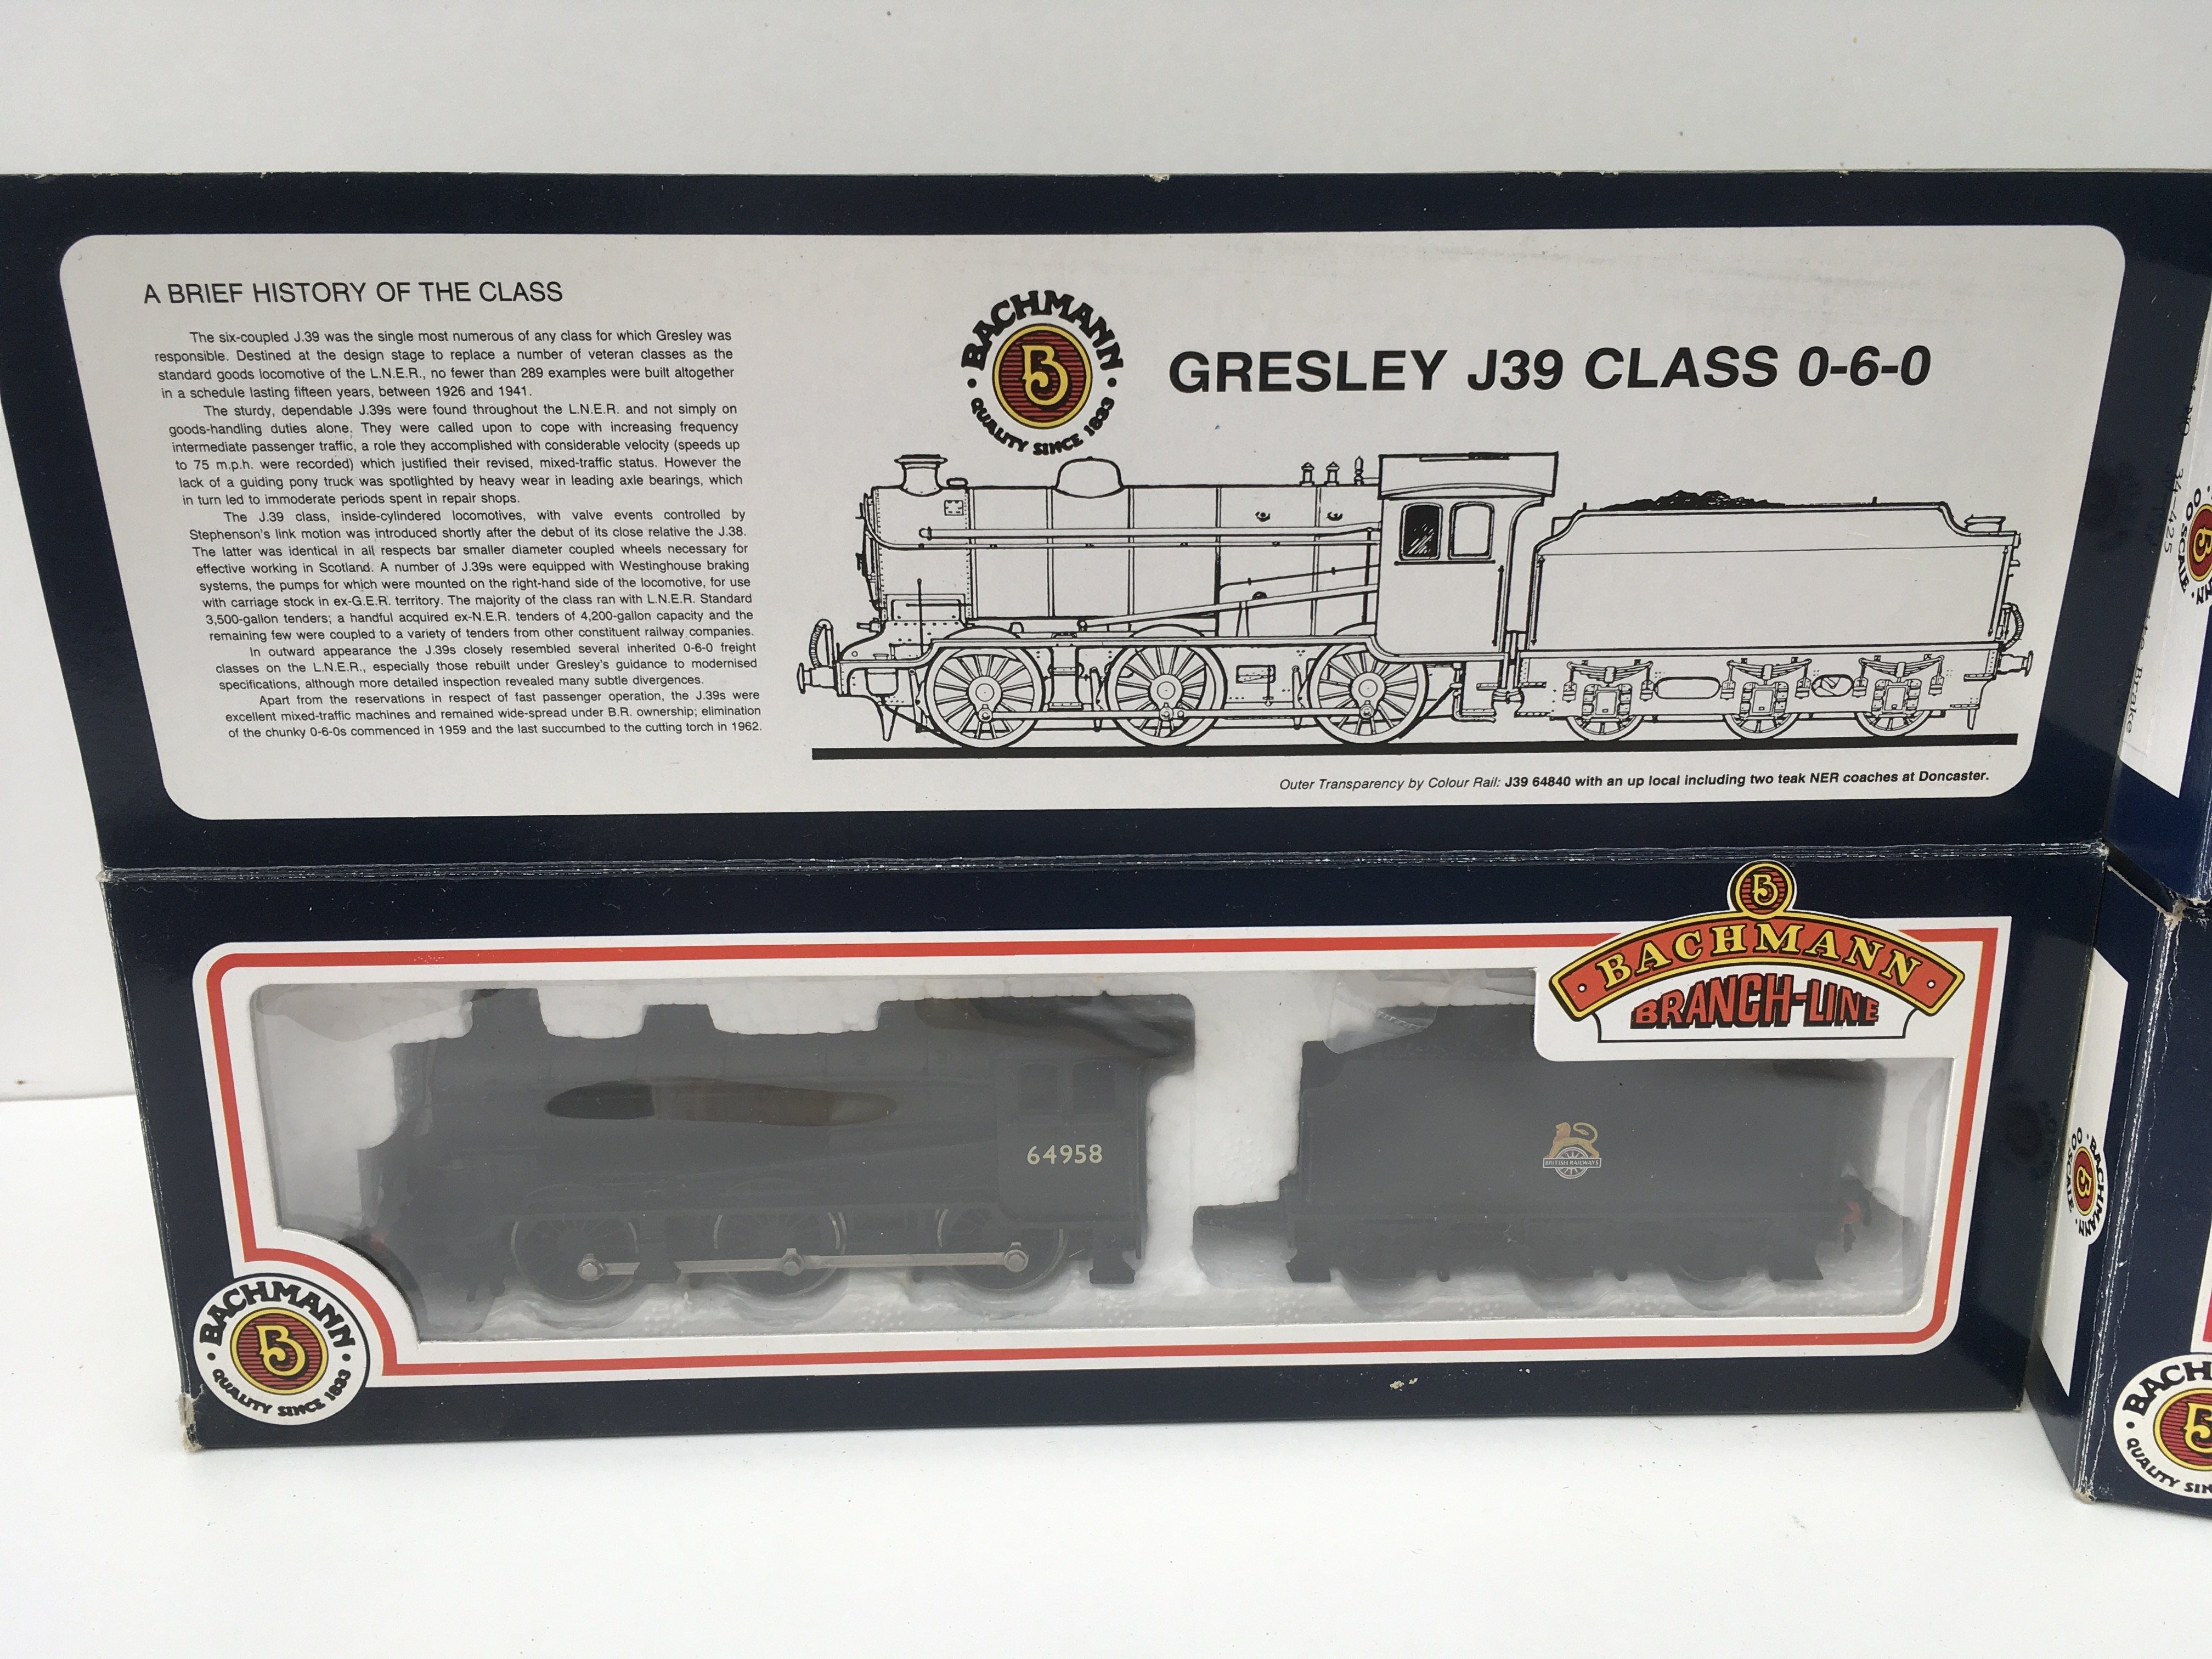 A BRIEF HISTORY OF THE CLASS
The six-coupled J.39 was the single most numerous of any class for which Gresley was
responsible. Destined at the design stage to replace a number of veteran classes as the
standard goods locomotive of the L.N.E.R., no fewer than 289 examples were built altogether
in a schedule lasting fifteen years, between 1926 and 1941.
The sturdy, dependable J.39s were found throughout the L.N.E.R. and not simply on
goods-handling duties alone. They were called upon to cope with increasing frequency
intermediate passenger traffic, a role they accomplished with considerable velocity (speeds up
to 75 m.p.h. were recorded) which justified their revised, mixed-traffic status. However the
lack of a guiding pony truck was spotlighted by heavy wear in leading axle bearings, which
in turn led to immoderate periods spent in repair shops.
The J.39 class, inside-cylindered locomotives, with valve events controlled by
Stephenson's link motion was introduced shortly after the debut of its close relative the J.38.
The latter was identical in all respects bar smaller diameter coupled wheels necessary for
effective working in Scotland. A number of J.39s were equipped with Westinghouse braking
systems, the pumps for which were mounted on the right-hand side of the locomotive, for use
with carriage stock in ex-G.E.R. territory. The majority of the class ran with L.N.E.R. Standard
3,500-gallon tenders; a handful acquired ex-N.E.R. tenders of 4,200-gallon capacity and the
remaining few were coupled to a variety of tenders from other constituent railway companies.
In outward appearance the J.39s closely resembled several inherited 0-6-0 freight
classes on the L.N.E.R., especially those rebuilt under Gresley's guidance to modernised
specifications, although more detailed inspection revealed many subtle divergences.
Apart from the reservations in respect of fast passenger operation, the J.39s were
excellent mixed-traffic machines and remained wide-spread under B.R. ownership; elimination
of the chunky 0-6-0s commenced in 1959 and the last succumbed to the cutting torch in 1962.
BACHMANN
B
QUALITY SINCE 1833
GRESLEY J39 CLASS 0-6-0
Outer Transparency by Colour Rail: J39 64840 with an up local including two teak NER coaches at Doncaster.
B
BACHMANN
BRANCH-LINE
64958
BRITISH RAILWAYS
BACHMANN
B
QUALITY SINCE 1833
34-425
OO SCALE
Brake
BACHMANN
OO SCALE
BACH
QUALITY SIN